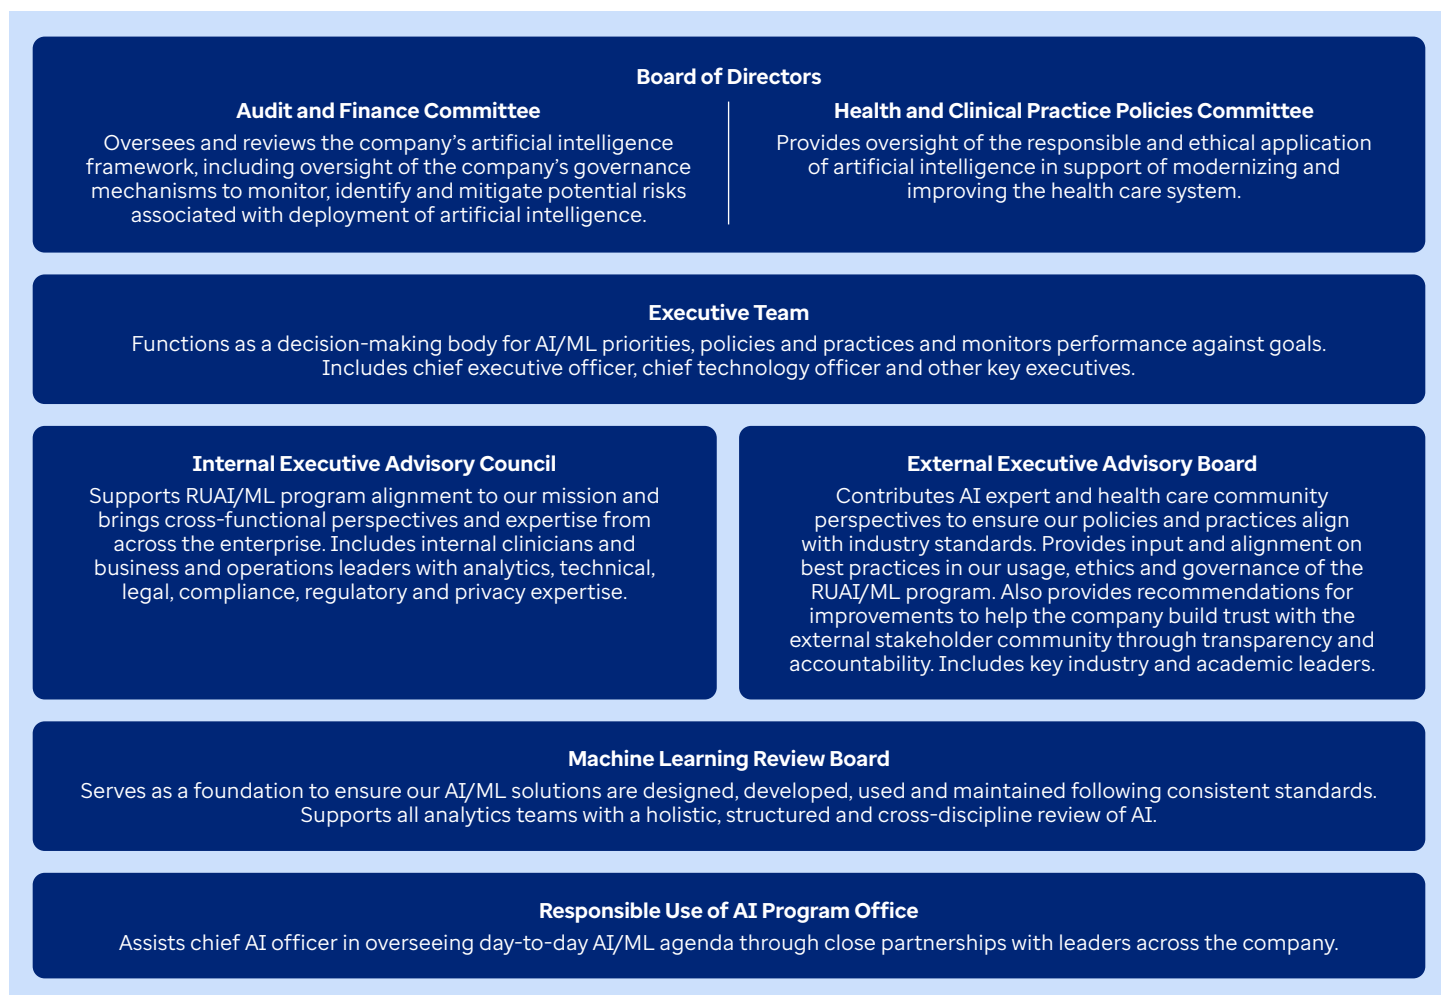 Board of Directors
Audit and Finance Committee
Oversees and reviews the company’s artificial intelligence
framework, including oversight of the company’s governance
mechanisms to monitor, identify and mitigate potential risks
associated with deployment of artificial intelligence.
Health and Clinical Practice Policies Committee
Provides oversight of the responsible and ethical application
of artificial intelligence in support of modernizing and
improving the health care system.
Executive Team
Functions as a decision-making body for AI/ML priorities, policies and practices and monitors performance against goals.
Includes chief executive officer, chief technology officer and other key executives.
Internal Executive Advisory Council
Supports RUAI/ML program alignment to our mission and
brings cross-functional perspectives and expertise from
across the enterprise. Includes internal clinicians and
business and operations leaders with analytics, technical,
legal, compliance, regulatory and privacy expertise.
External Executive Advisory Board
Contributes AI expert and health care community
perspectives to ensure our policies and practices align
with industry standards. Provides input and alignment on
best practices in our usage, ethics and governance of the
RUAI/ML program. Also provides recommendations for
improvements to help the company build trust with the
external stakeholder community through transparency and
accountability. Includes key industry and academic leaders.
Machine Learning Review Board
Serves as a foundation to ensure our AI/ML solutions are designed, developed, used and maintained following consistent standards.
Supports all analytics teams with a holistic, structured and cross-discipline review of AI.
Responsible Use of AI Program Office
Assists chief AI officer in overseeing day-to-day AI/ML agenda through close partnerships with leaders across the company.